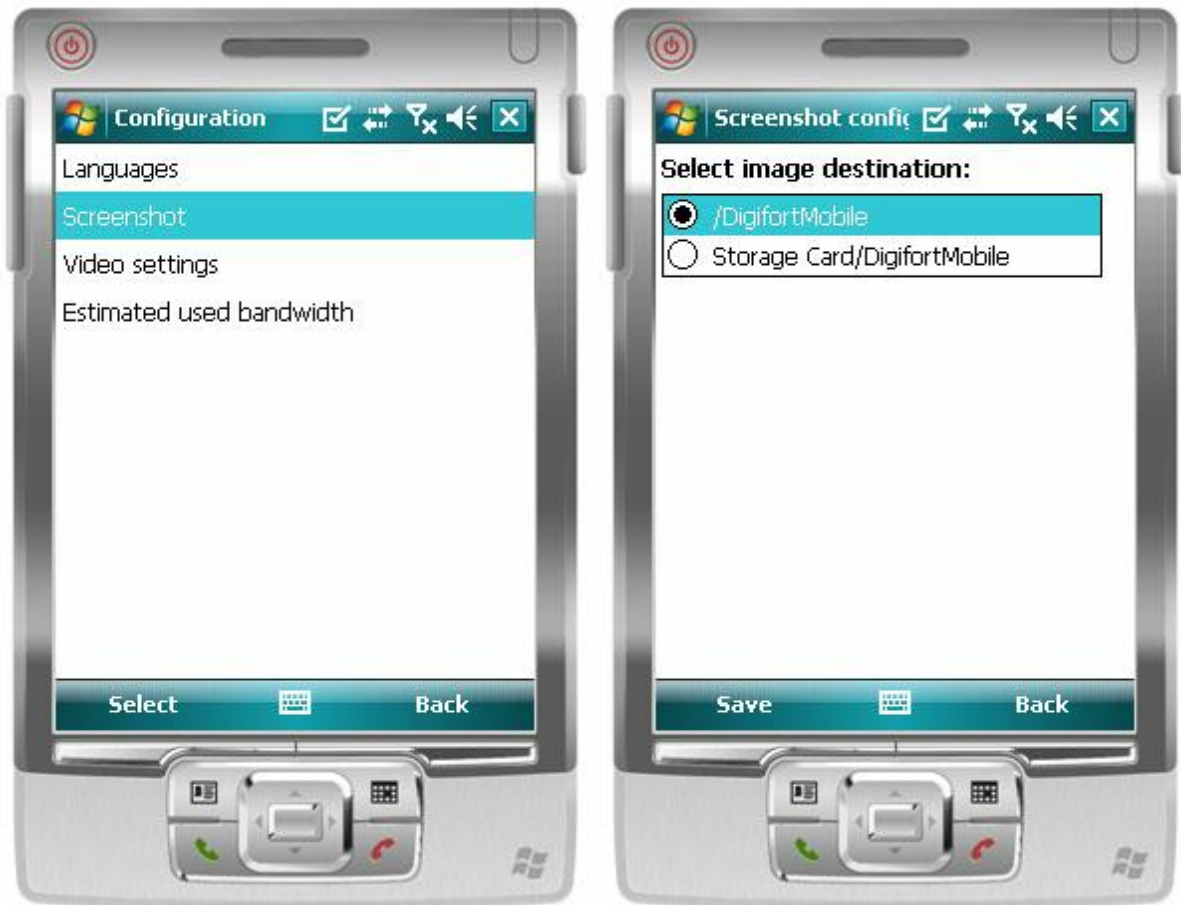 Configuration
Languages
Screenshot
Video settings
Estimated used bandwidth
Select Back
Screenshot config
Select image destination:
/DigifortMobile
Storage Card/DigifortMobile
Save Back